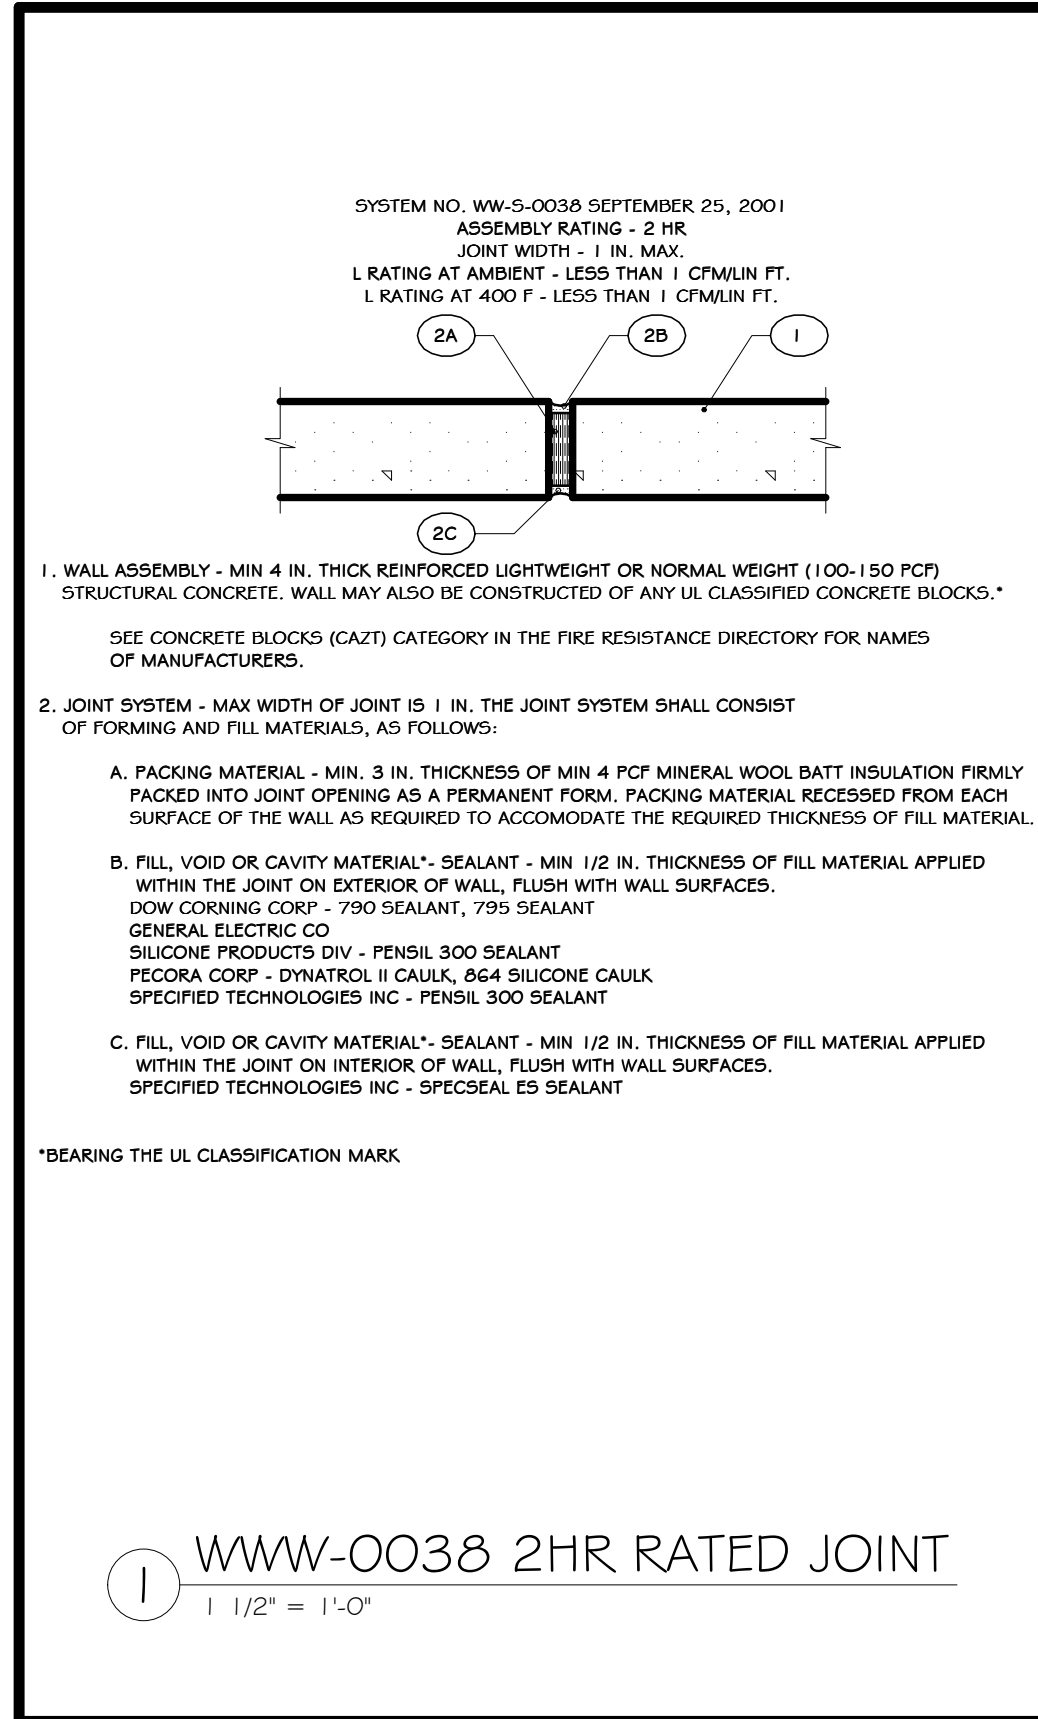 SYSTEM NO. WW-S-0038 SEPTEMBER 25, 2001
ASSEMBLY RATING - 2 HR
JOINT WIDTH - 1 IN. MAX.
L RATING AT AMBIENT - LESS THAN 1 CFM/LIN FT.
L RATING AT 400 F - LESS THAN 1 CFM/LIN FT.
2A 2B 1
2C
1. WALL ASSEMBLY - MIN 4 IN. THICK REINFORCED LIGHTWEIGHT OR NORMAL WEIGHT (100-150 PCF)
STRUCTURAL CONCRETE. WALL MAY ALSO BE CONSTRUCTED OF ANY UL CLASSIFIED CONCRETE BLOCKS.*
SEE CONCRETE BLOCKS (CAZT) CATEGORY IN THE FIRE RESISTANCE DIRECTORY FOR NAMES
OF MANUFACTURERS.
2. JOINT SYSTEM - MAX WIDTH OF JOINT IS 1 IN. THE JOINT SYSTEM SHALL CONSIST
OF FORMING AND FILL MATERIALS, AS FOLLOWS:
A. PACKING MATERIAL - MIN. 3 IN. THICKNESS OF MIN 4 PCF MINERAL WOOL BATT INSULATION FIRMLY
PACKED INTO JOINT OPENING AS A PERMANENT FORM. PACKING MATERIAL RECESSED FROM EACH
SURFACE OF THE WALL AS REQUIRED TO ACCOMODATE THE REQUIRED THICKNESS OF FILL MATERIAL.
B. FILL, VOID OR CAVITY MATERIAL*- SEALANT - MIN 1/2 IN. THICKNESS OF FILL MATERIAL APPLIED
WITHIN THE JOINT ON EXTERIOR OF WALL, FLUSH WITH WALL SURFACES.
DOW CORNING CORP - 790 SEALANT, 795 SEALANT
GENERAL ELECTRIC CO
SILICONE PRODUCTS DIV - PENSIL 300 SEALANT
PECORA CORP - DYNATROL II CAULK, 864 SILICONE CAULK
SPECIFIED TECHNOLOGIES INC - PENSIL 300 SEALANT
C. FILL, VOID OR CAVITY MATERIAL*- SEALANT - MIN 1/2 IN. THICKNESS OF FILL MATERIAL APPLIED
WITHIN THE JOINT ON INTERIOR OF WALL, FLUSH WITH WALL SURFACES.
SPECIFIED TECHNOLOGIES INC - SPECSEAL ES SEALANT
*BEARING THE UL CLASSIFICATION MARK
1 WWW-0038 2HR RATED JOINT
1 1/2" = 1'-0"